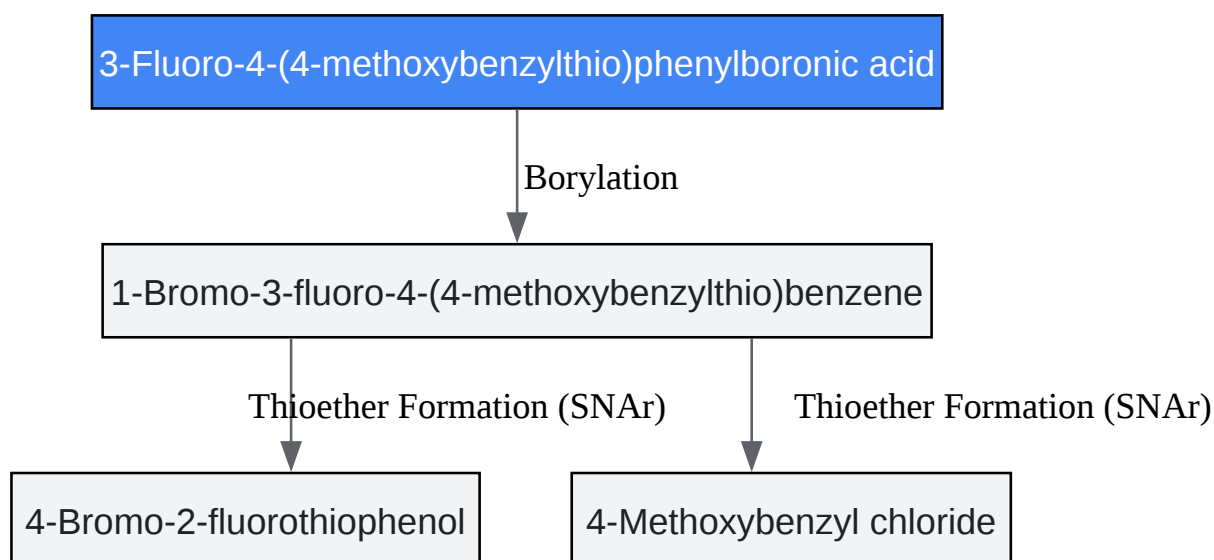 3-Fluoro-4-(4-methoxybenzylthio)phenylboronic acid
Borylation
1-Bromo-3-fluoro-4-(4-methoxybenzylthio)benzene
Thioether Formation (SNAr)
Thioether Formation (SNAr)
4-Bromo-2-fluorothiophenol
4-Methoxybenzyl chloride